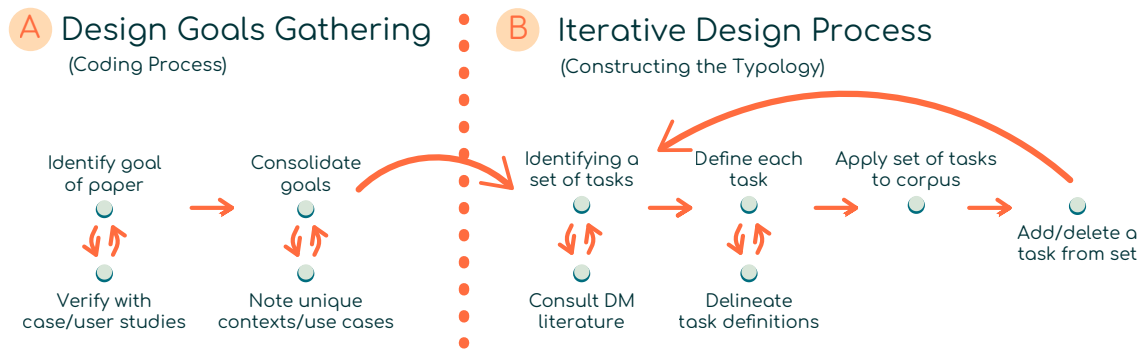 A Design Goals Gathering
(Coding Process)
Identify goal
of paper
Consolidate
goals
Verify with
case/user studies
Note unique
contexts/use cases
B Iterative Design Process
(Constructing the Typology)
Identifying a
set of tasks
Define each
task
Apply set of tasks
to corpus
Add/delete a
task from set
Consult DM
literature
Delineate
task definitions